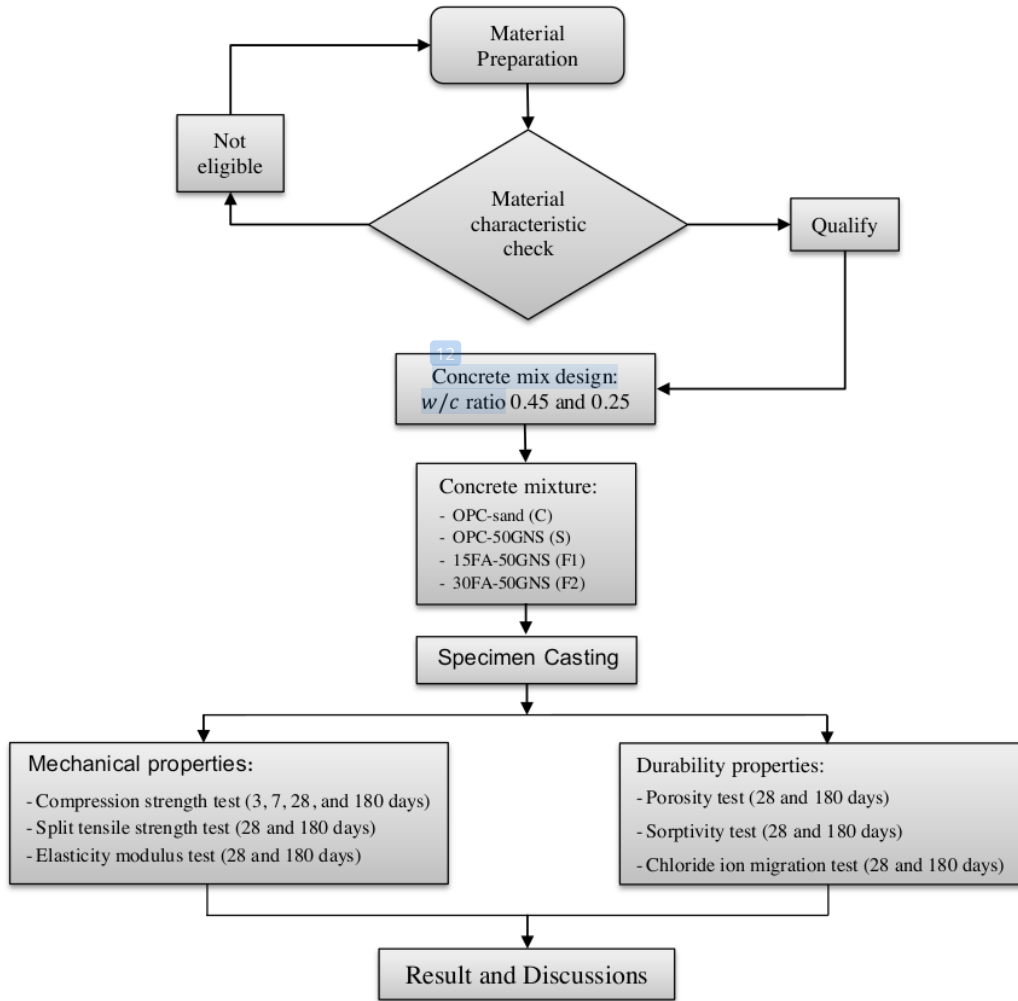 Material
Preparation
Not
eligible
Material
characteristic
check
Qualify
12
Concrete mix design:
w/c ratio 0.45 and 0.25
Concrete mixture:
- OPC-sand (C)
- OPC-50GNS (S)
- 15FA-50GNS (F1)
- 30FA-50GNS (F2)
Specimen Casting
Mechanical properties:
- Compression strength test (3, 7, 28, and 180 days)
- Split tensile strength test (28 and 180 days)
- Elasticity modulus test (28 and 180 days)
Durability properties:
- Porosity test (28 and 180 days)
- Sorptivity test (28 and 180 days)
- Chloride ion migration test (28 and 180 days)
Result and Discussions